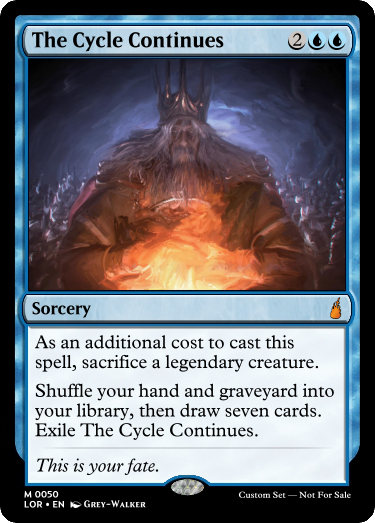 The Cycle Continues 2
Sorcery
As an additional cost to cast this
spell, sacrifice a legendary creature.
Shuffle your hand and graveyard into
your library, then draw seven cards.
Exile The Cycle Continues.
This is your fate.
M 0050
LOR • EN Grey-Walker
Custom Set — Not For Sale